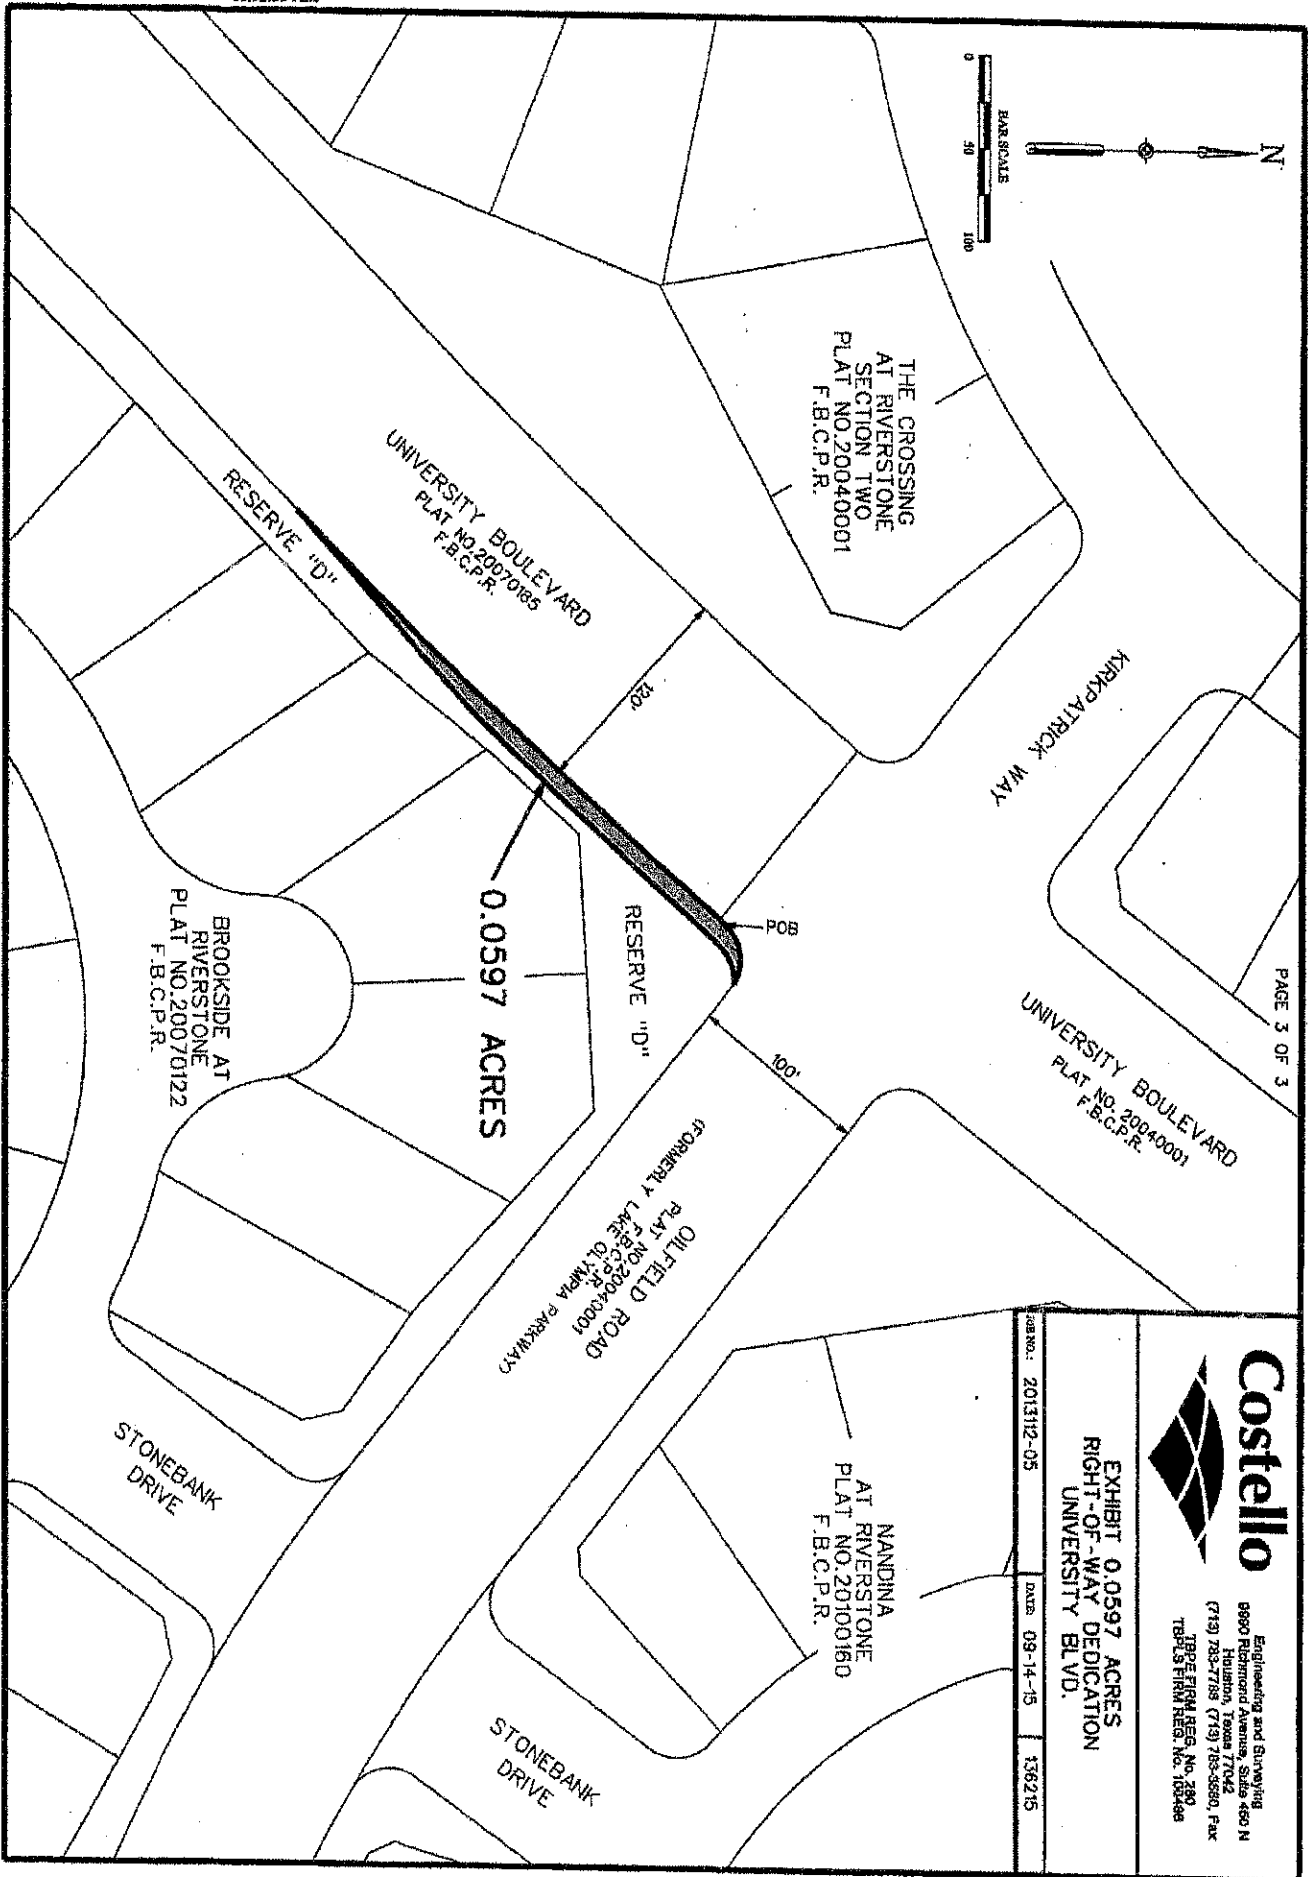 PAGE 3 OF 3
N
BAR SCALE
0 50 100
THE CROSSING
AT RIVERSTONE
SECTION TWO
PLAT NO.20040001
F.B.C.P.R.
KIRKPATRICK
WAY
UNIVERSITY BOULEVARD
PLAT NO. 20040001
F.B.C.P.R.
UNIVERSITY BOULEVARD
PLAT NO.20070185
F.B.C.P.R.
120'
POB
100'
RESERVE "D"
RESERVE "D"
0.0597 ACRES
BROOKSIDE AT
RIVERSTONE
PLAT NO.20070122
F.B.C.P.R.
OILFIELD ROAD
PLAT NO.20040001
F.B.C.P.R.
(FORMERLY LAKE OLYMPIA PARKWAY)
NANDINA
AT RIVERSTONE
PLAT NO.20100160
F.B.C.P.R.
STONEBANK
DRIVE
STONEBANK
DRIVE
Costello
Engineering and Surveying
9990 Richmond Avenue, Suite 450 N
Houston, Texas 77042
(713) 783-7788 (713) 783-3580, Fax
TBPE FIRM REG. No. 280
TBPLS FIRM REG. No. 100486
EXHIBIT 0.0597 ACRES
RIGHT-OF-WAY DEDICATION
UNIVERSITY BLVD.
JOB NO.: 2013112-05 DATE: 09-14-15 136215